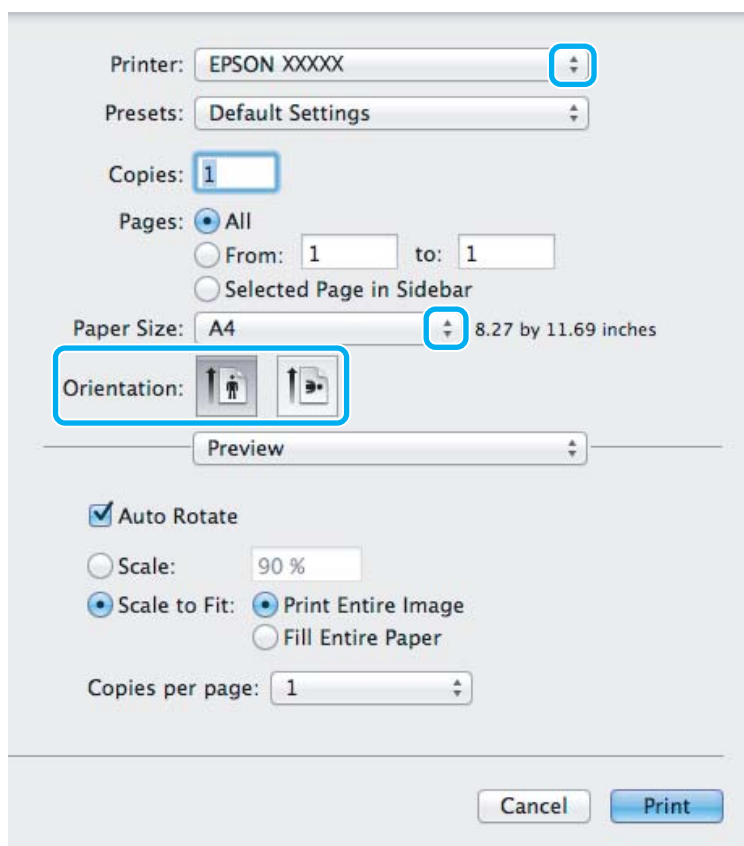 Printer: EPSON XXXXX
Presets: Default Settings
Copies: 1
Pages: All
From: 1 to: 1
Selected Page in Sidebar
Paper Size: A4 8.27 by 11.69 inches
Orientation:
Preview
Auto Rotate
Scale: 90 %
Scale to Fit: Print Entire Image
Fill Entire Paper
Copies per page: 1
Cancel Print